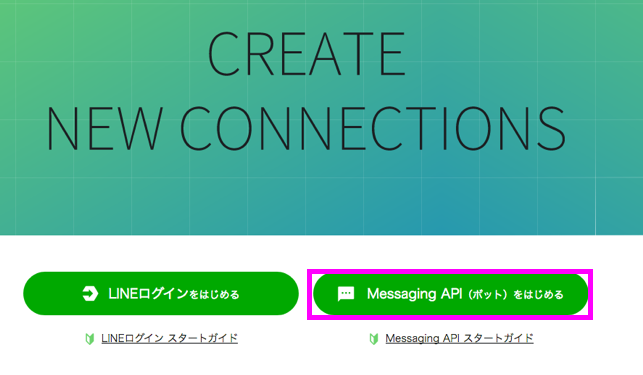 CREATE
NEW CONNECTIONS
LINEログインをはじめる
Messaging API（ボット）をはじめる
LINEログイン スタートガイド
Messaging API スタートガイド